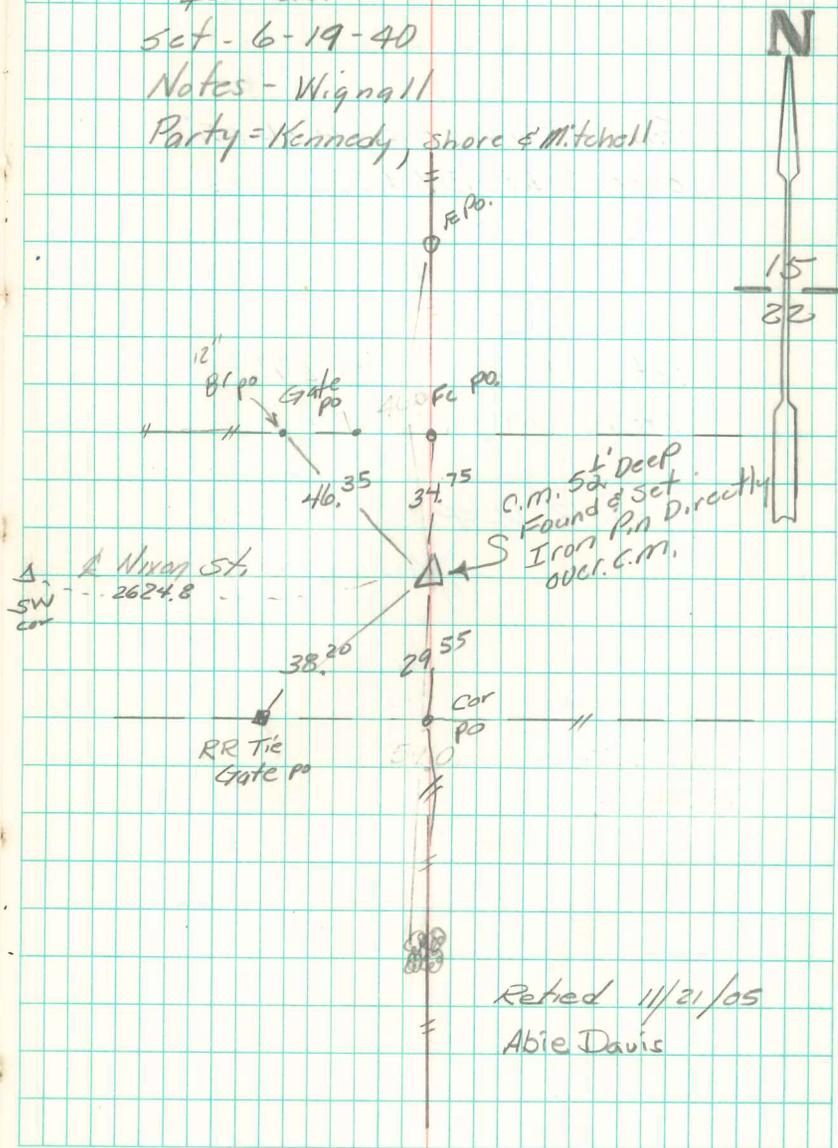 Set - 6-19-40
Notes - Wignall
Party = Kennedy, Shore & Mitchell
N
Fc Po.
15
22
12"
Br po
Gate
po
Fc Po.
46.35
34.75
C.M. 5½' Deep
Found & Set
Iron Pin Directly
over C.M.
Δ
SW
cor
℄ Nixon St.
2624.8
38.20
29.55
Cor
Po
RR Tie
Gate po
Retied 11/21/05
Abie Davis